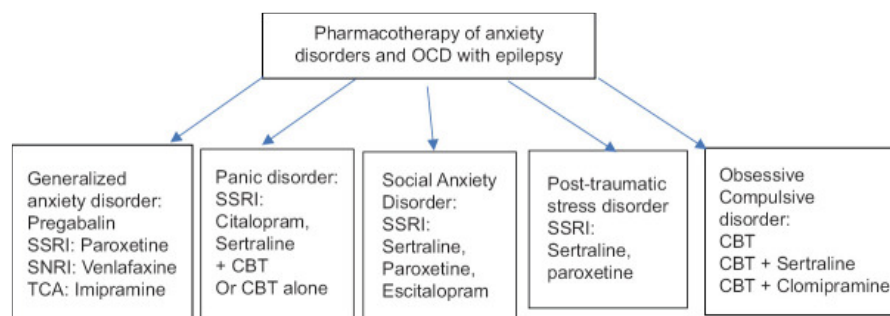 Pharmacotherapy of anxiety
disorders and OCD with epilepsy
Generalized
anxiety disorder:
Pregabalin
SSRI: Paroxetine
SNRI: Venlafaxine
TCA: Imipramine
Panic disorder:
SSRI:
Citalopram,
Sertraline
+ CBT
Or CBT alone
Social Anxiety
Disorder:
SSRI:
Sertraline,
Paroxetine,
Escitalopram
Post-traumatic
stress disorder
SSRI:
Sertraline,
paroxetine
Obsessive
Compulsive
disorder:
CBT
CBT + Sertraline
CBT + Clomipramine